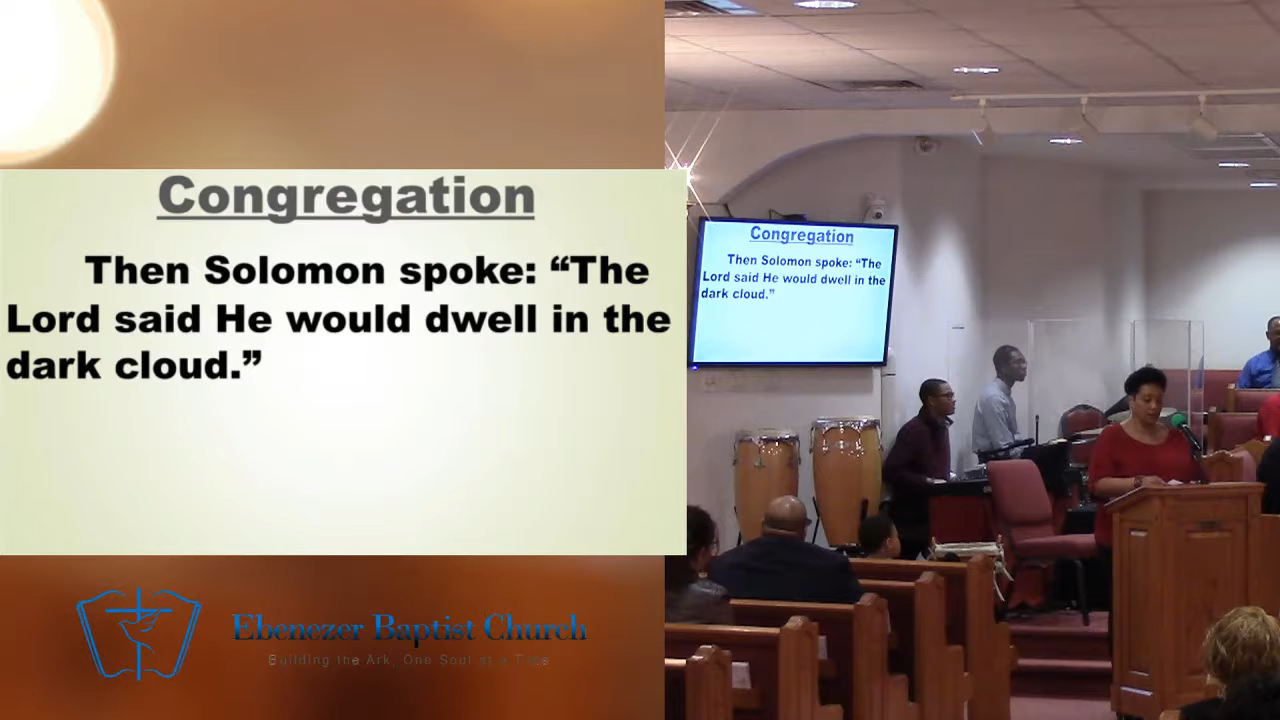 Congregation
Then Solomon spoke: “The
Lord said He would dwell in the
dark cloud.”
Ebenezer Baptist Church
Building the Ark, One Soul at a Time
Congregation
Then Solomon spoke: “The
Lord said He would dwell in the
dark cloud.”